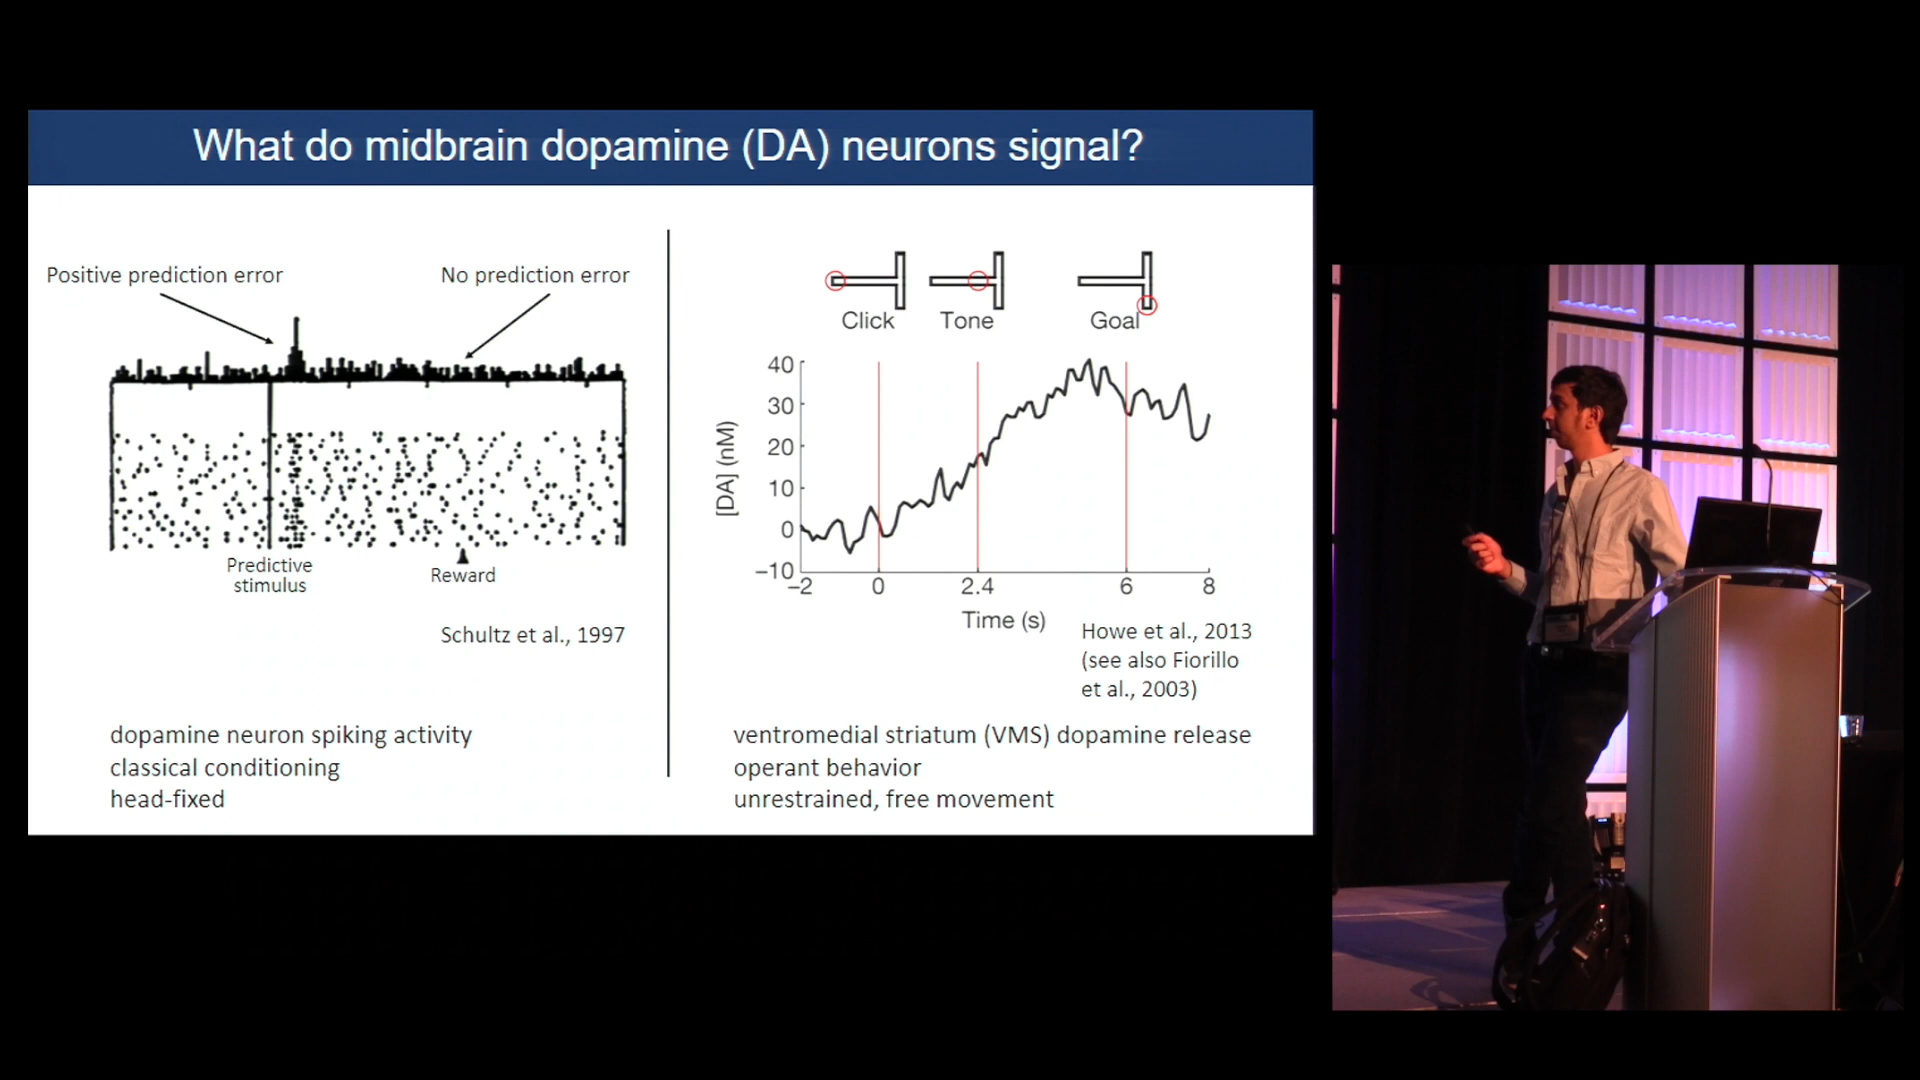 What do midbrain dopamine (DA) neurons signal?
Positive prediction error
No prediction error
Predictive
stimulus
Reward
Schultz et al., 1997
dopamine neuron spiking activity
classical conditioning
head-fixed
Click
Tone
Goal
40
30
20
10
0
−10
[DA] (nM)
−2
0
2.4
6
8
Time (s)
Howe et al., 2013
(see also Fiorillo
et al., 2003)
ventromedial striatum (VMS) dopamine release
operant behavior
unrestrained, free movement